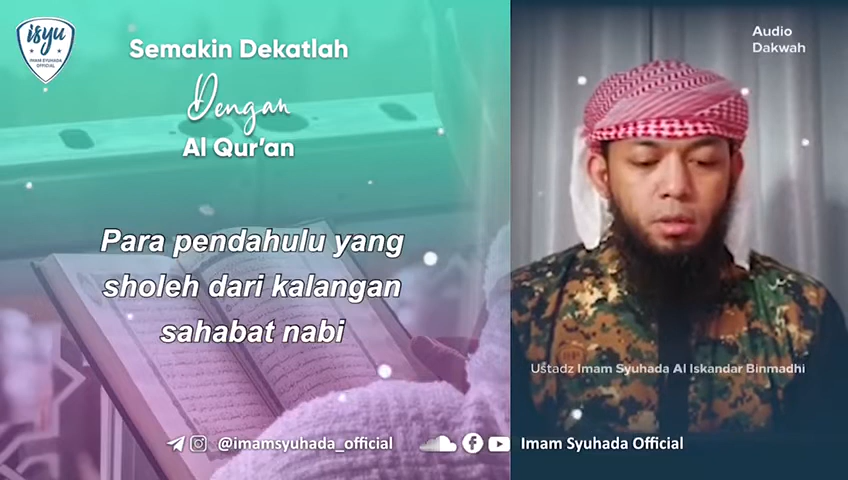 isyu
IMAM SYUHADA
OFFICIAL
Semakin Dekatlah
Dengan
Al Qur'an
Para pendahulu yang
sholeh dari kalangan
sahabat nabi
Audio
Dakwah
Ustadz Imam Syuhada Al Iskandar Binmadhi
@imamsyuhada_official
Imam Syuhada Official